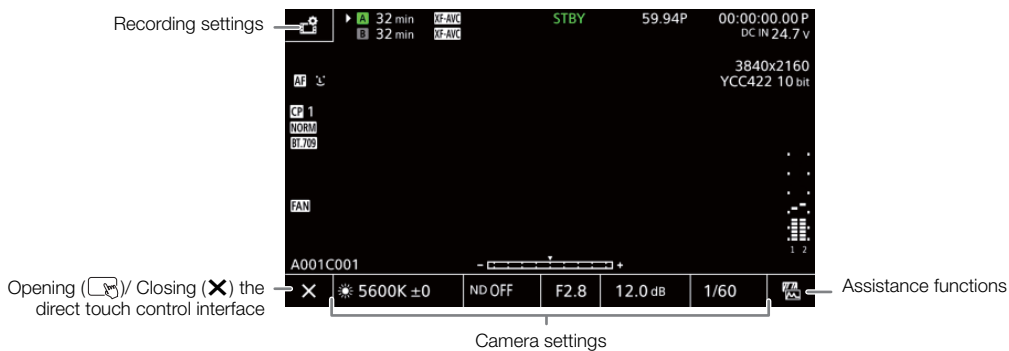 Recording settings
A 32 min XF-AVC STBY 59.94P 00:00:00.00 P
B 32 min XF-AVC DC IN 24.7 V
3840x2160
AF YCC422 10 bit
CP 1
NORM
BT.709
FAN
1 2
A001C001 - +
Opening ( )/ Closing (✕) the
direct touch control interface
✕ 5600K ±0 ND OFF F2.8 12.0 dB 1/60
Assistance functions
Camera settings